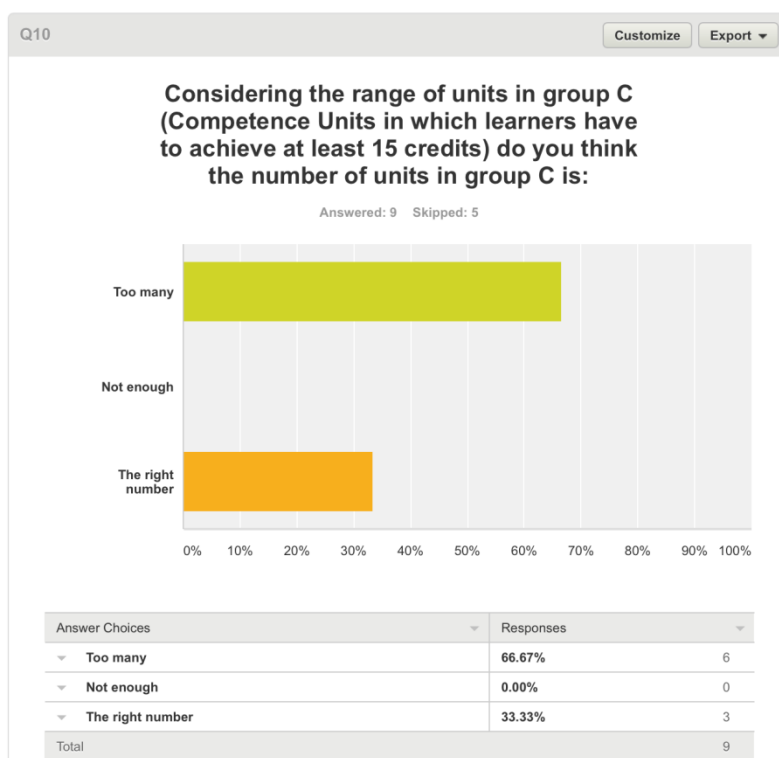 Q10
Customize
Export
Considering the range of units in group C
(Competence Units in which learners have
to achieve at least 15 credits) do you think
the number of units in group C is:
Answered: 9 Skipped: 5
Too many
Not enough
The right
number
0% 10% 20% 30% 40% 50% 60% 70% 80% 90% 100%
Answer Choices Responses
Too many 66.67% 6
Not enough 0.00% 0
The right number 33.33% 3
Total 9